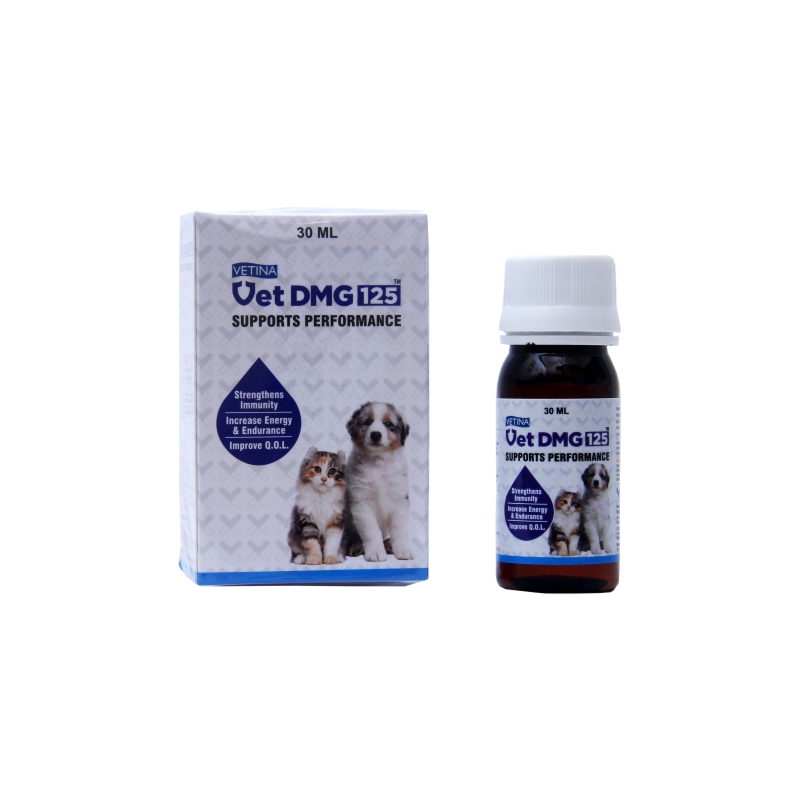 30 ML
VETINA
Vet DMG 125 ™
SUPPORTS PERFORMANCE
Strengthens
Immunity
Increase Energy
& Endurance
Improve Q.O.L.
30 ML
VETINA
Vet DMG 125
SUPPORTS PERFORMANCE
Strengthens
Immunity
Increase Energy
& Endurance
Improve Q.O.L.